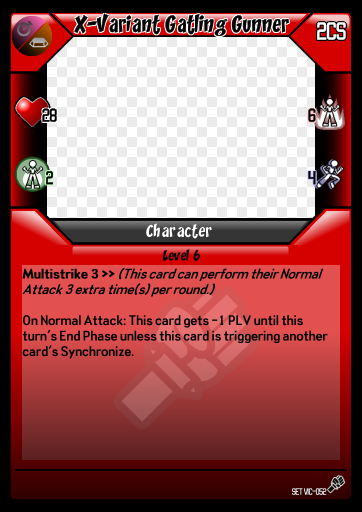 X-Variant Gatling Gunner
2CS
28
6
2
4
Character
Level 6
Multistrike 3 >> (This card can perform their Normal
Attack 3 extra time(s) per round.)
On Normal Attack: This card gets -1 PLV until this
turn's End Phase unless this card is triggering another
card's Synchronize.
SET VIC-052